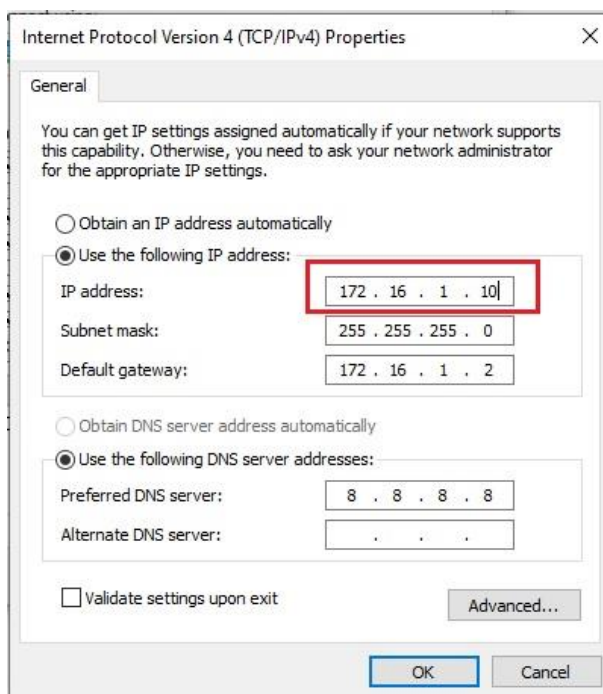 Internet Protocol Version 4 (TCP/IPv4) Properties
General
You can get IP settings assigned automatically if your network supports
this capability. Otherwise, you need to ask your network administrator
for the appropriate IP settings.
Obtain an IP address automatically
Use the following IP address:
IP address: 172 . 16 . 1 . 10
Subnet mask: 255 . 255 . 255 . 0
Default gateway: 172 . 16 . 1 . 2
Obtain DNS server address automatically
Use the following DNS server addresses:
Preferred DNS server: 8 . 8 . 8 . 8
Alternate DNS server: . . .
Validate settings upon exit
Advanced...
OK Cancel